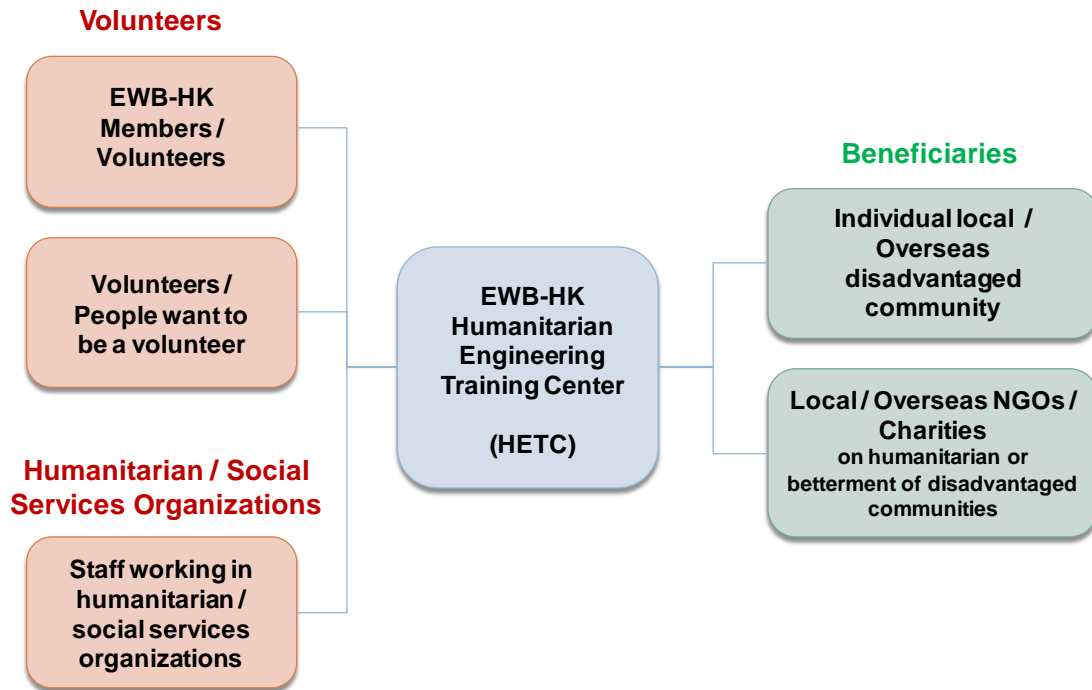 Volunteers
EWB-HK
Members /
Volunteers
Volunteers /
People want to
be a volunteer
Humanitarian / Social
Services Organizations
Staff working in
humanitarian /
social services
organizations
EWB-HK
Humanitarian
Engineering
Training Center
(HETC)
Beneficiaries
Individual local / 
Overseas
disadvantaged
community
Local / Overseas NGOs /
Charities
on humanitarian or
betterment of disadvantaged
communities